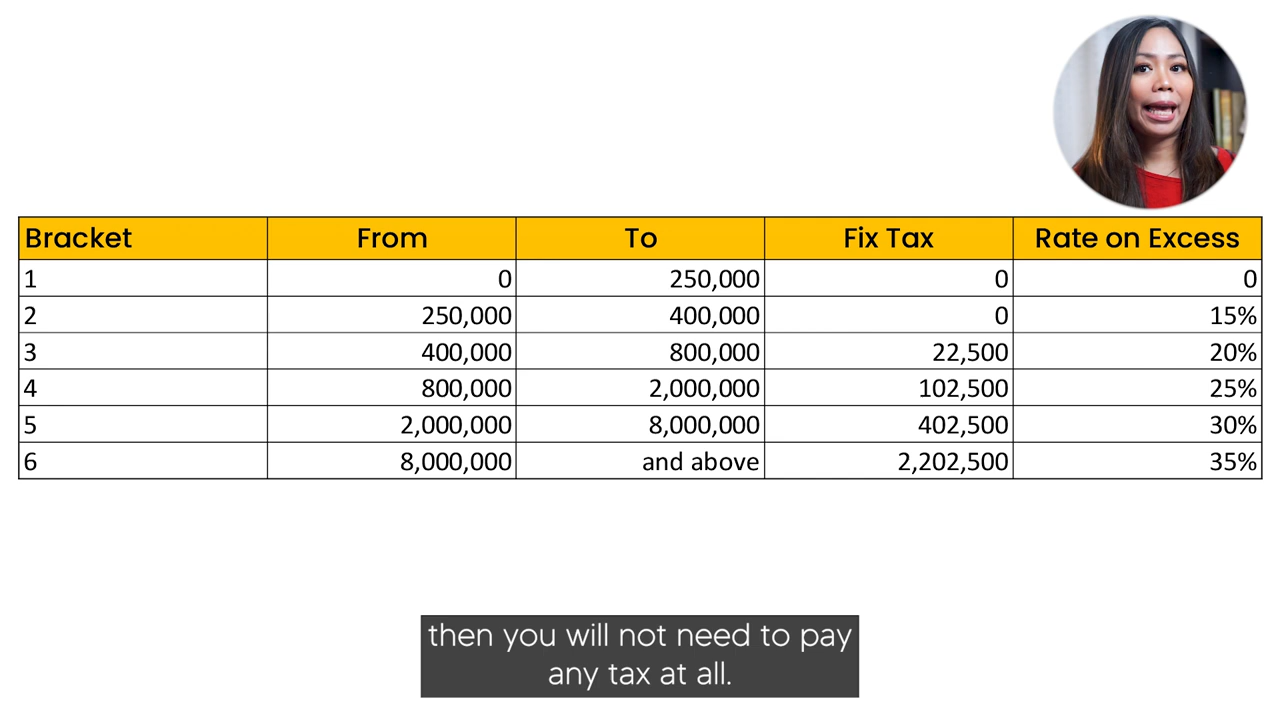 Bracket From To Fix Tax Rate on Excess
1 0 250,000 0 0
2 250,000 400,000 0 15%
3 400,000 800,000 22,500 20%
4 800,000 2,000,000 102,500 25%
5 2,000,000 8,000,000 402,500 30%
6 8,000,000 and above 2,202,500 35%
then you will not need to pay
any tax at all.